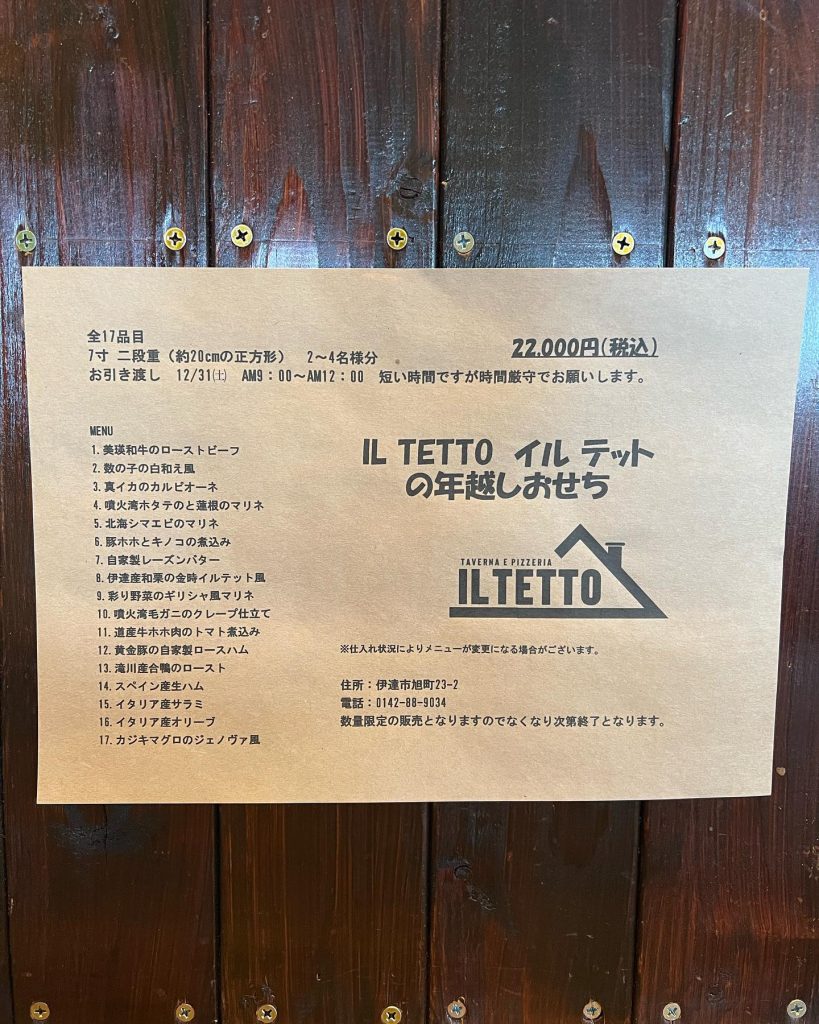 全17品目
7寸 二段重（約20cmの正方形） 2～4名様分
22.000円(税込)
お引き渡し 12/31㈯ AM9：00～AM12：00 短い時間ですが時間厳守でお願いします。
MENU
1.美瑛和牛のローストビーフ
2.数の子の白和え風
3.真イカのカルピオーネ
4.噴火湾ホタテのと蓮根のマリネ
5.北海シマエビのマリネ
6.豚ホホとキノコの煮込み
7.自家製レーズンバター
8.伊達産和栗の金時イルテット風
9.彩り野菜のギリシャ風マリネ
10.噴火湾毛ガニのクレープ仕立て
11.道産牛ホホ肉のトマト煮込み
12.黄金豚の自家製ロースハム
13.滝川産合鴨のロースト
14.スペイン産生ハム
15.イタリア産サラミ
16.イタリア産オリーブ
17.カジキマグロのジェノヴァ風
IL TETTO イル テット
の年越しおせち
TAVERNA E PIZZERIA
IL TETTO
※仕入れ状況によりメニューが変更になる場合がございます。
住所：伊達市旭町23-2
電話：0142-88-9034
数量限定の販売となりますのでなくなり次第終了となります。